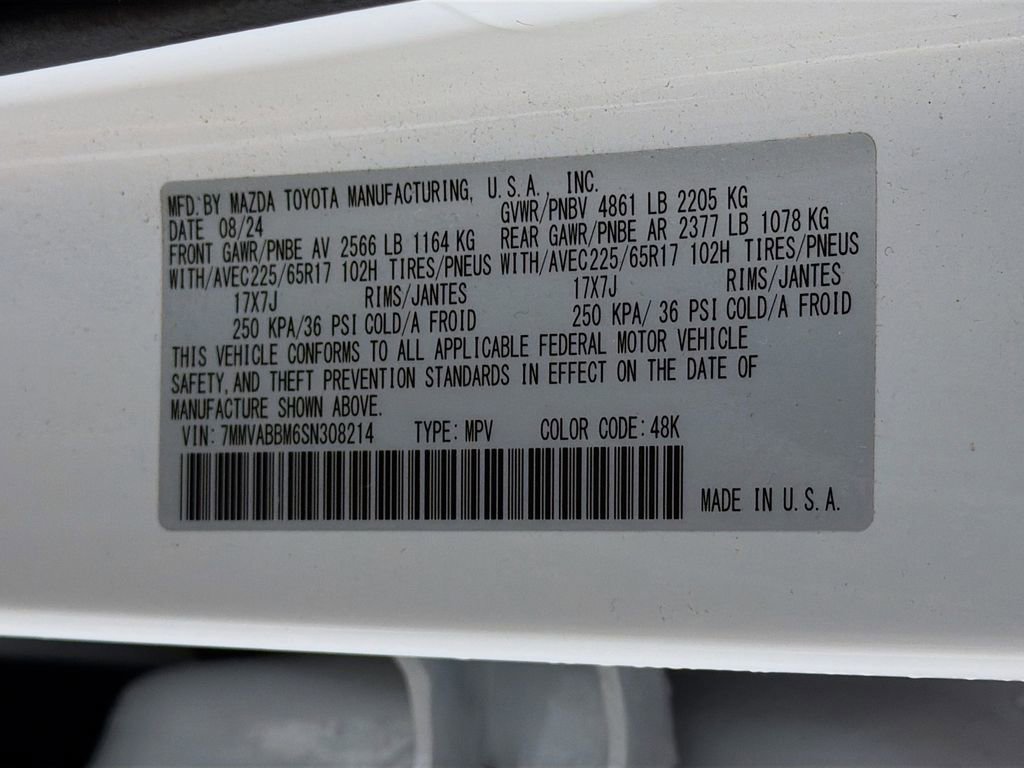 MFD. BY MAZDA TOYOTA MANUFACTURING, U.S.A., INC.
DATE 08/24 GVWR/PNBV 4861 LB 2205 KG
FRONT GAWR/PNBE AV 2566 LB 1164 KG REAR GAWR/PNBE AR 2377 LB 1078 KG
WITH/AVEC225/65R17 102H TIRES/PNEUS WITH/AVEC225/65R17 102H TIRES/PNEUS
17X7J RIMS/JANTES 17X7J RIMS/JANTES
250 KPA/36 PSI COLD/A FROID 250 KPA/ 36 PSI COLD/A FROID
THIS VEHICLE CONFORMS TO ALL APPLICABLE FEDERAL MOTOR VEHICLE
SAFETY, AND THEFT PREVENTION STANDARDS IN EFFECT ON THE DATE OF
MANUFACTURE SHOWN ABOVE.
VIN: 7MMVABBM6SN308214 TYPE: MPV COLOR CODE: 48K
MADE IN U.S.A.